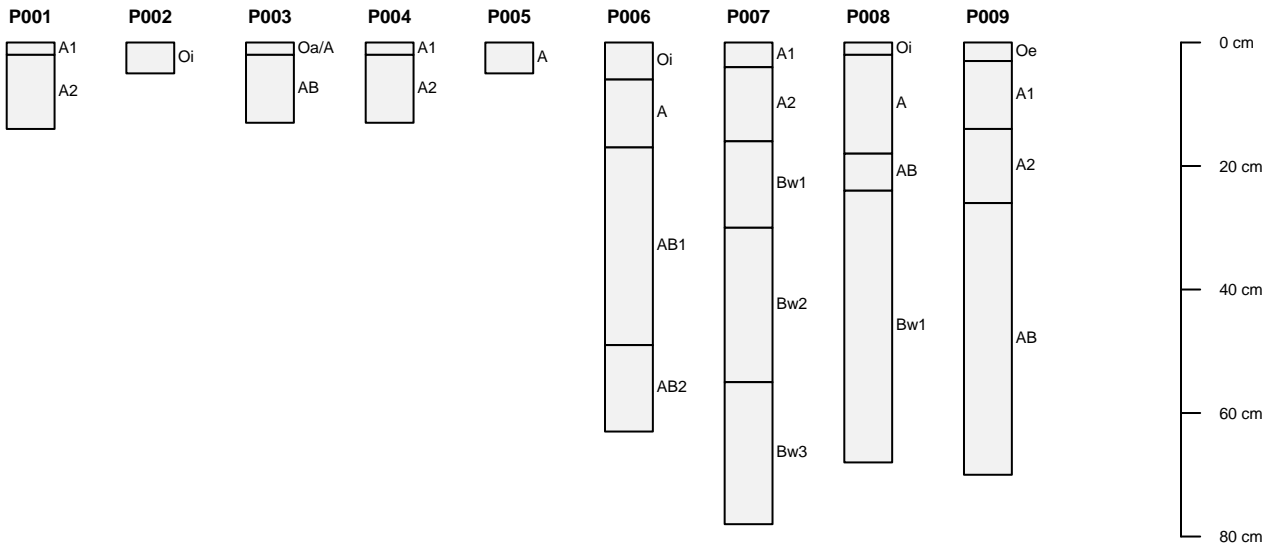 P001 P002 P003 P004 P005 P006 P007 P008 P009
A1 Oi Oa/A A1 A Oi A1 Oi Oe 0 cm
A2 AB A2 A A2 A A1
Bw1 AB A2 20 cm
AB1 Bw2 Bw1 AB 40 cm
AB2 Bw3 60 cm
80 cm